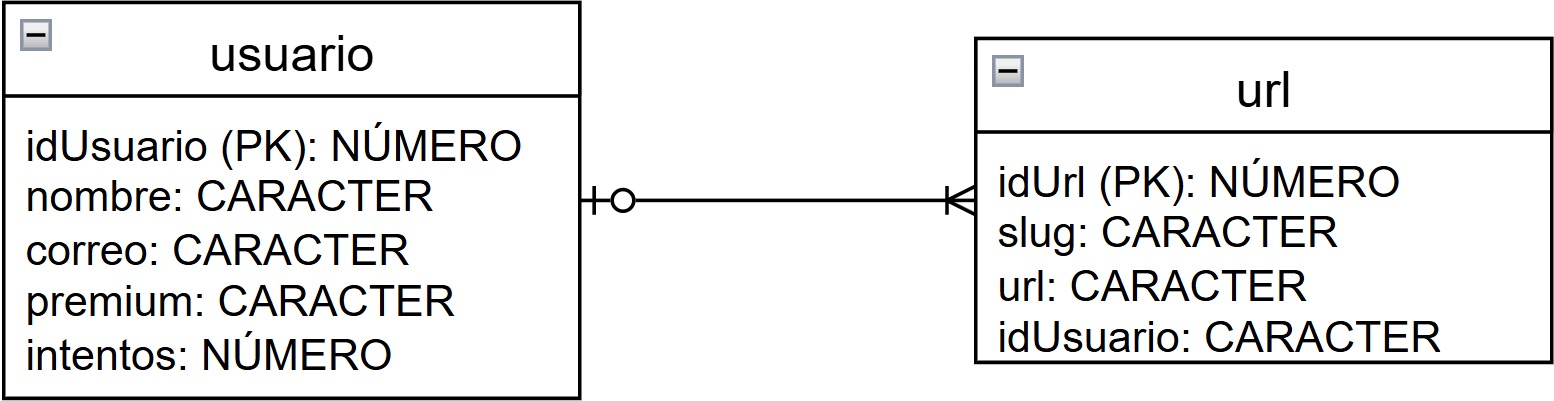 usuario
idUsuario (PK): NÚMERO
nombre: CARACTER
correo: CARACTER
premium: CARACTER
intentos: NÚMERO
url
idUrl (PK): NÚMERO
slug: CARACTER
url: CARACTER
idUsuario: CARACTER